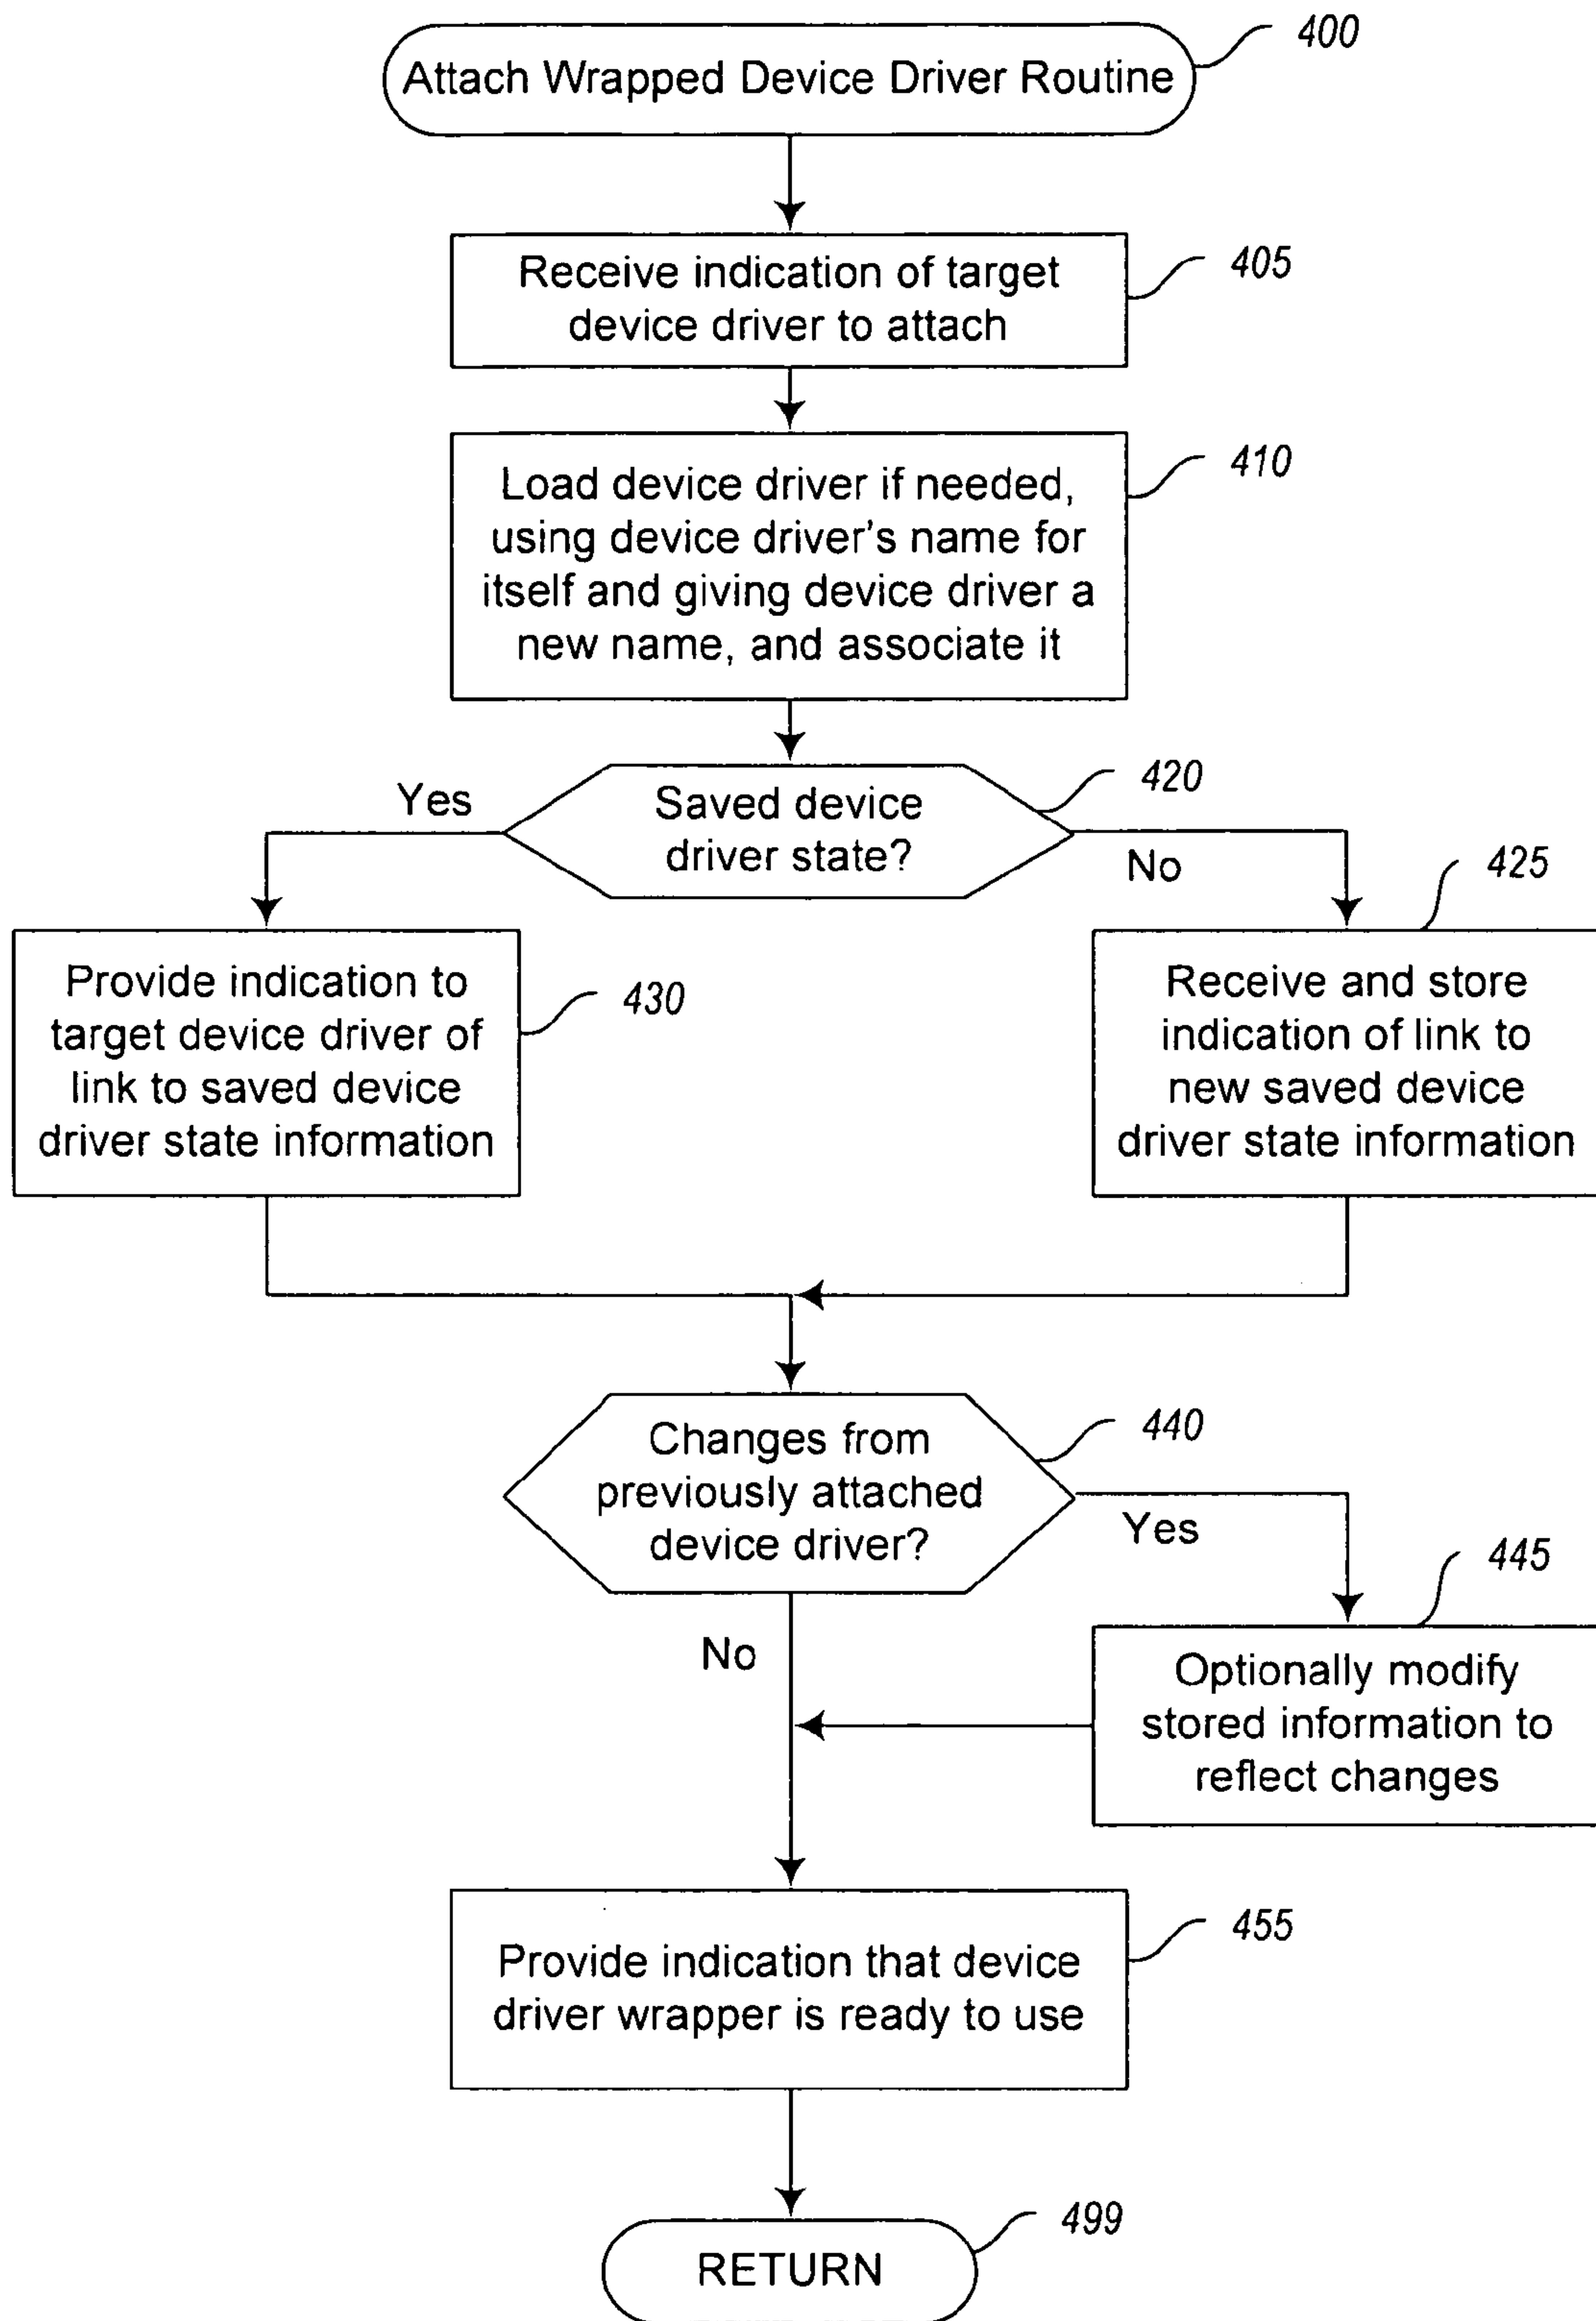 400
Attach Wrapped Device Driver Routine
405
Receive indication of target
device driver to attach
410
Load device driver if needed,
using device driver's name for
itself and giving device driver a
new name, and associate it
420
Saved device
driver state?
Yes
No
430
Provide indication to
target device driver of
link to saved device
driver state information
425
Receive and store
indication of link to
new saved device
driver state information
440
Changes from
previously attached
device driver?
Yes
No
445
Optionally modify
stored information to
reflect changes
455
Provide indication that device
driver wrapper is ready to use
499
RETURN